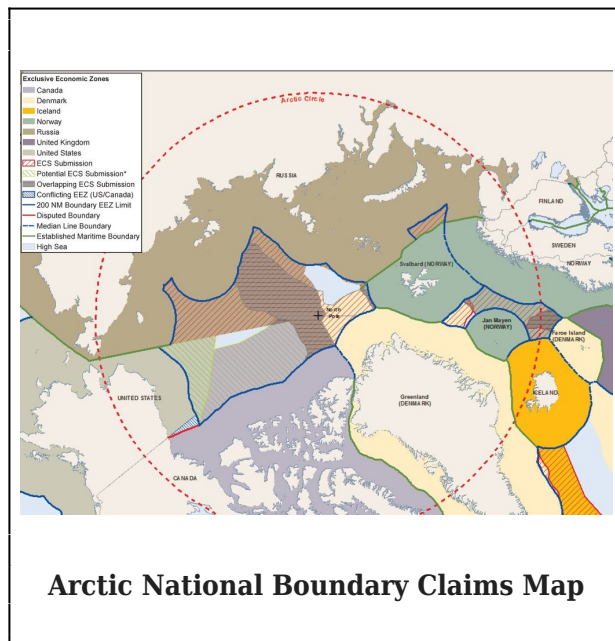 Exclusive Economic Zones
Canada
Denmark
Iceland
Norway
Russia
United Kingdom
United States
ECS Submission
Potential ECS Submission*
Overlapping ECS Submission
Conflicting EEZ (US/Canada)
200 NM Boundary EEZ Limit
Disputed Boundary
Median Line Boundary
Established Maritime Boundary
High Sea
Arctic Circle
RUSSIA
FINLAND
SWEDEN
NORWAY
Svalbard (NORWAY)
North
Pole
Jan Mayen
(NORWAY)
Faroe Island
(DENMARK)
UNITED STATES
Greenland
(DENMARK)
ICELAND
CANADA
Arctic National Boundary Claims Map